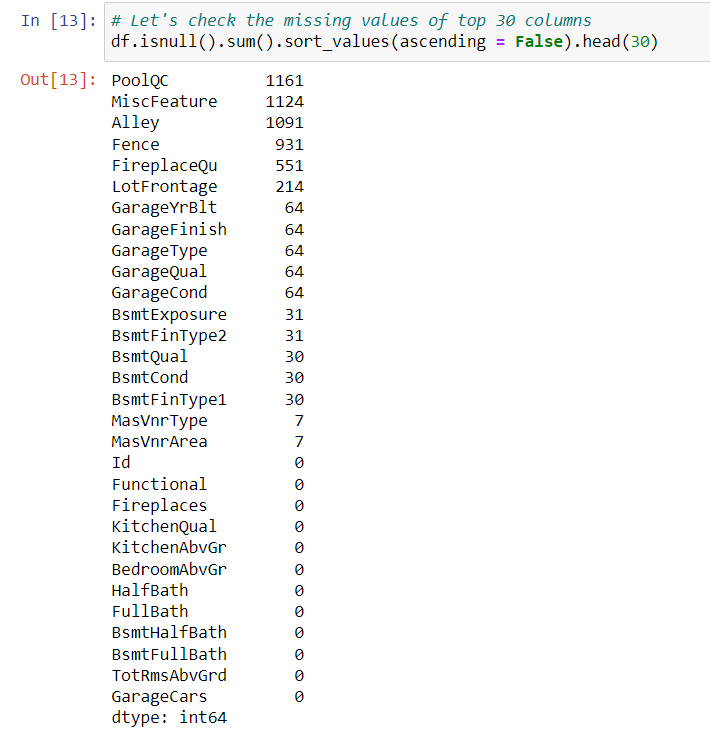 In [13]: # Let's check the missing values of top 30 columns
df.isnull().sum().sort_values(ascending = False).head(30)
Out[13]: PoolQC 1161
MiscFeature 1124
Alley 1091
Fence 931
FireplaceQu 551
LotFrontage 214
GarageYrBlt 64
GarageFinish 64
GarageType 64
GarageQual 64
GarageCond 64
BsmtExposure 31
BsmtFinType2 31
BsmtQual 30
BsmtCond 30
BsmtFinType1 30
MasVnrType 7
MasVnrArea 7
Id 0
Functional 0
Fireplaces 0
KitchenQual 0
KitchenAbvGr 0
BedroomAbvGr 0
HalfBath 0
FullBath 0
BsmtHalfBath 0
BsmtFullBath 0
TotRmsAbvGrd 0
GarageCars 0
dtype: int64